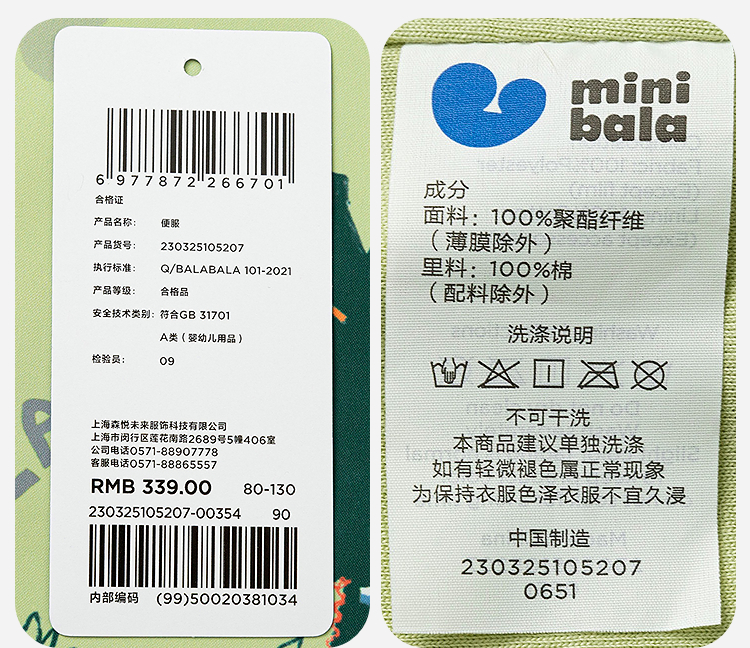 6 977872 266701
合格证
产品名称： 便服
产品货号： 230325105207
执行标准： Q/BALABALA 101-2021
产品等级： 合格品
安全技术类别：符合GB 31701
A类（婴幼儿用品）
检验员： 09
上海森悦未来服饰科技有限公司
上海市闵行区莲花南路2689号5幢406室
公司电话0571-88907778
客服电话0571-88865557
RMB 339.00 80-130
230325105207-00354 90
内部编码 (99)50020381034
mini
bala
成分
面料：100%聚酯纤维
（薄膜除外）
里料：100%棉
（配料除外）
洗涤说明
不可干洗
本商品建议单独洗涤
如有轻微褪色属正常现象
为保持衣服色泽衣服不宜久浸
中国制造
230325105207
0651